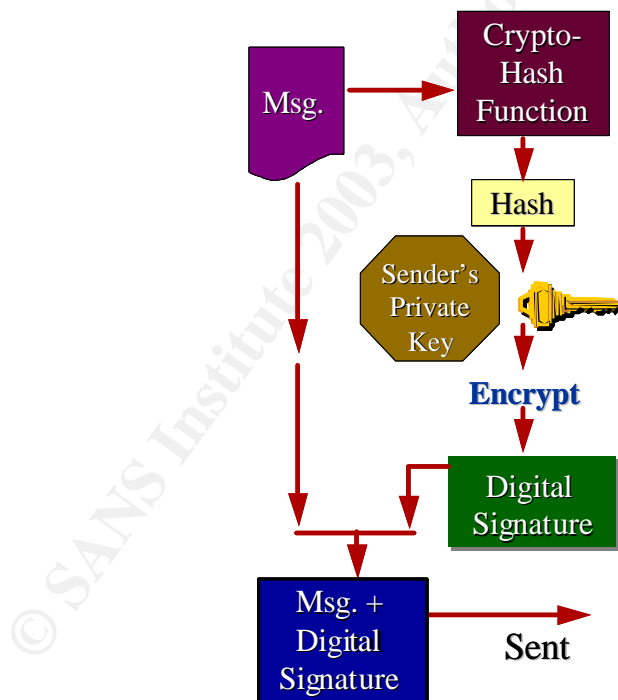 Crypto-
Hash
Function
Msg.
Hash
Sender's
Private
Key
Encrypt
Digital
Signature
Msg. +
Digital
Signature
Sent
© SANS Institute 2003,